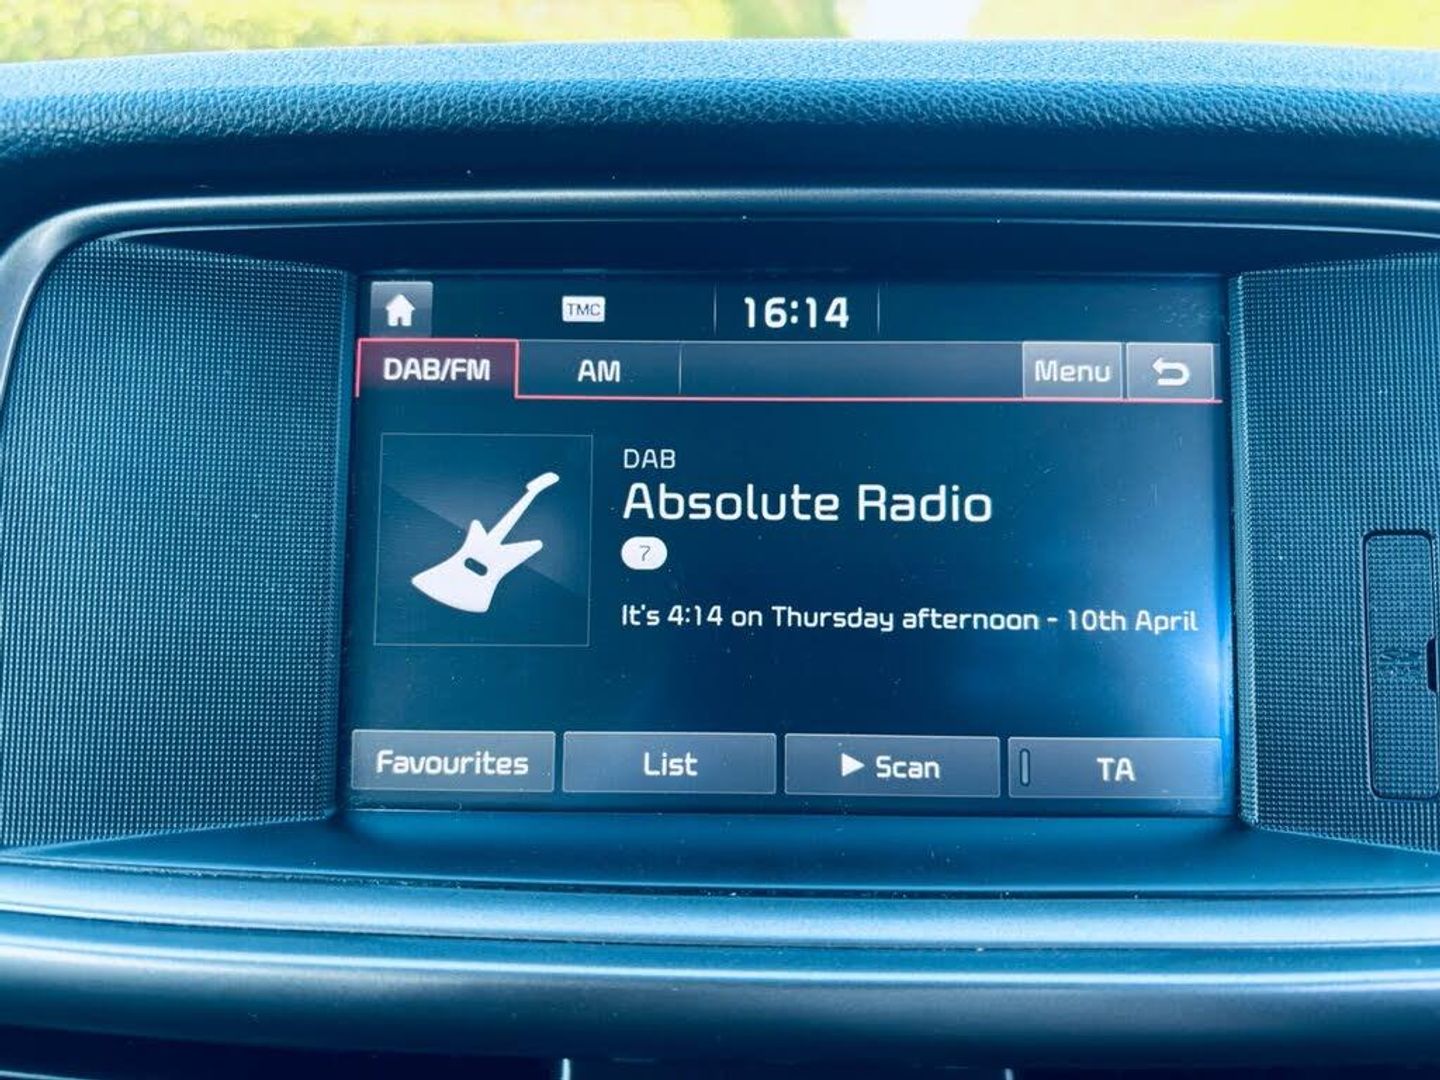 TMC
16:14
DAB/FM
AM
Menu
DAB
Absolute Radio
7
It's 4:14 on Thursday afternoon - 10th April
Favourites
List
Scan
TA